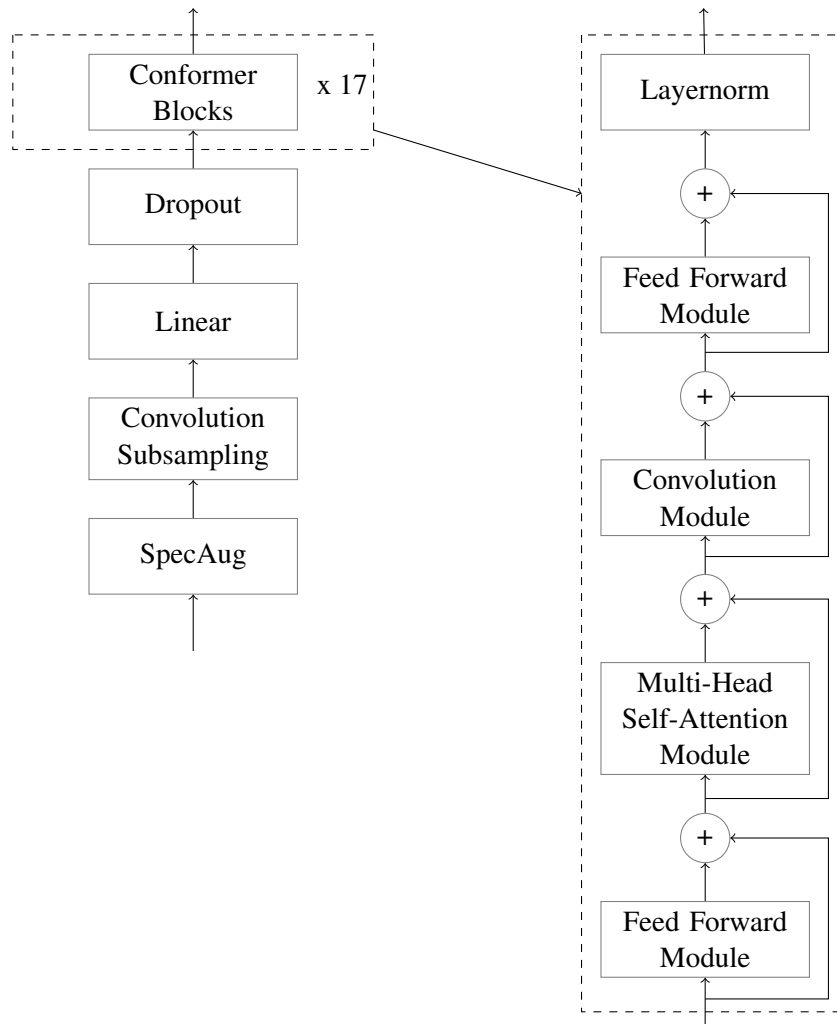 Conformer
Blocks
x 17
Dropout
Linear
Convolution
Subsampling
SpecAug
Layernorm
+
Feed Forward
Module
+
Convolution
Module
+
Multi-Head
Self-Attention
Module
+
Feed Forward
Module